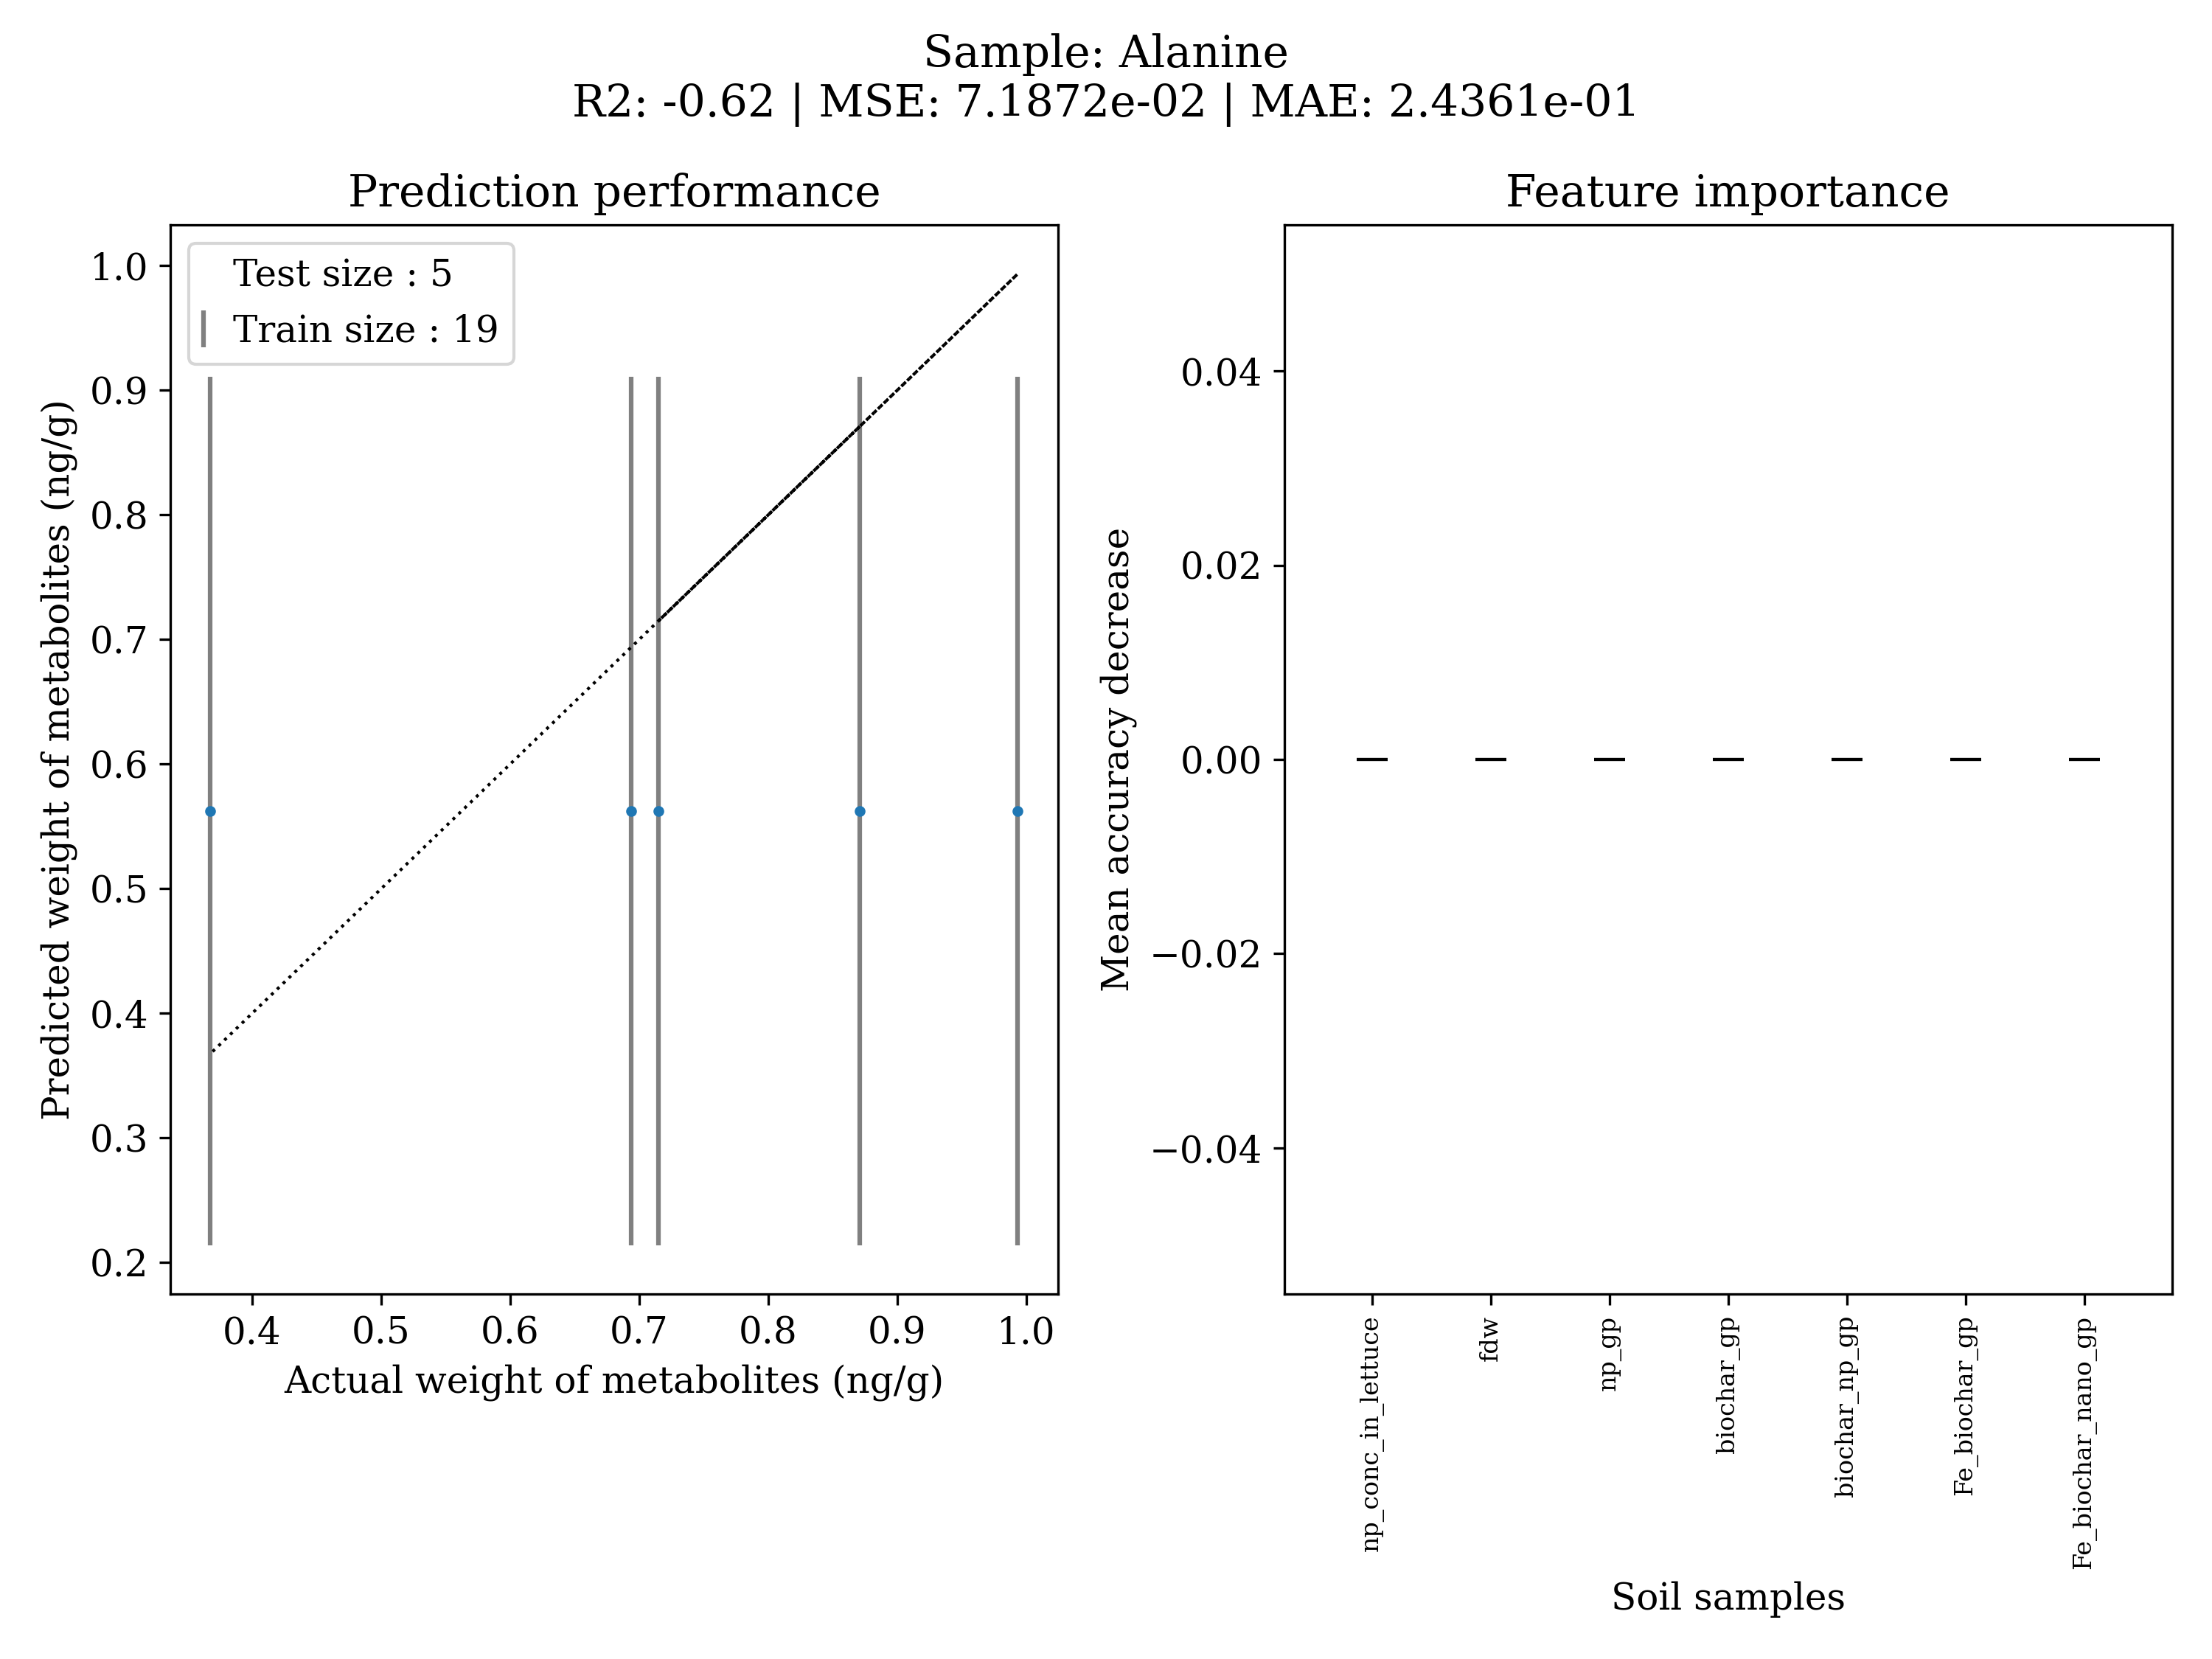 Sample: Alanine
R2: -0.62 | MSE: 7.1872e-02 | MAE: 2.4361e-01
Prediction performance
Test size : 5
Train size : 19
1.0
0.9
0.8
0.7
0.6
0.5
0.4
0.3
0.2
Predicted weight of metabolites (ng/g)
0.4 0.5 0.6 0.7 0.8 0.9 1.0
Actual weight of metabolites (ng/g)
Feature importance
0.04
0.02
0.00
−0.02
−0.04
Mean accuracy decrease
np_conc_in_lettuce
fdw
np_gp
biochar_gp
biochar_np_gp
Fe_biochar_gp
Fe_biochar_nano_gp
Soil samples